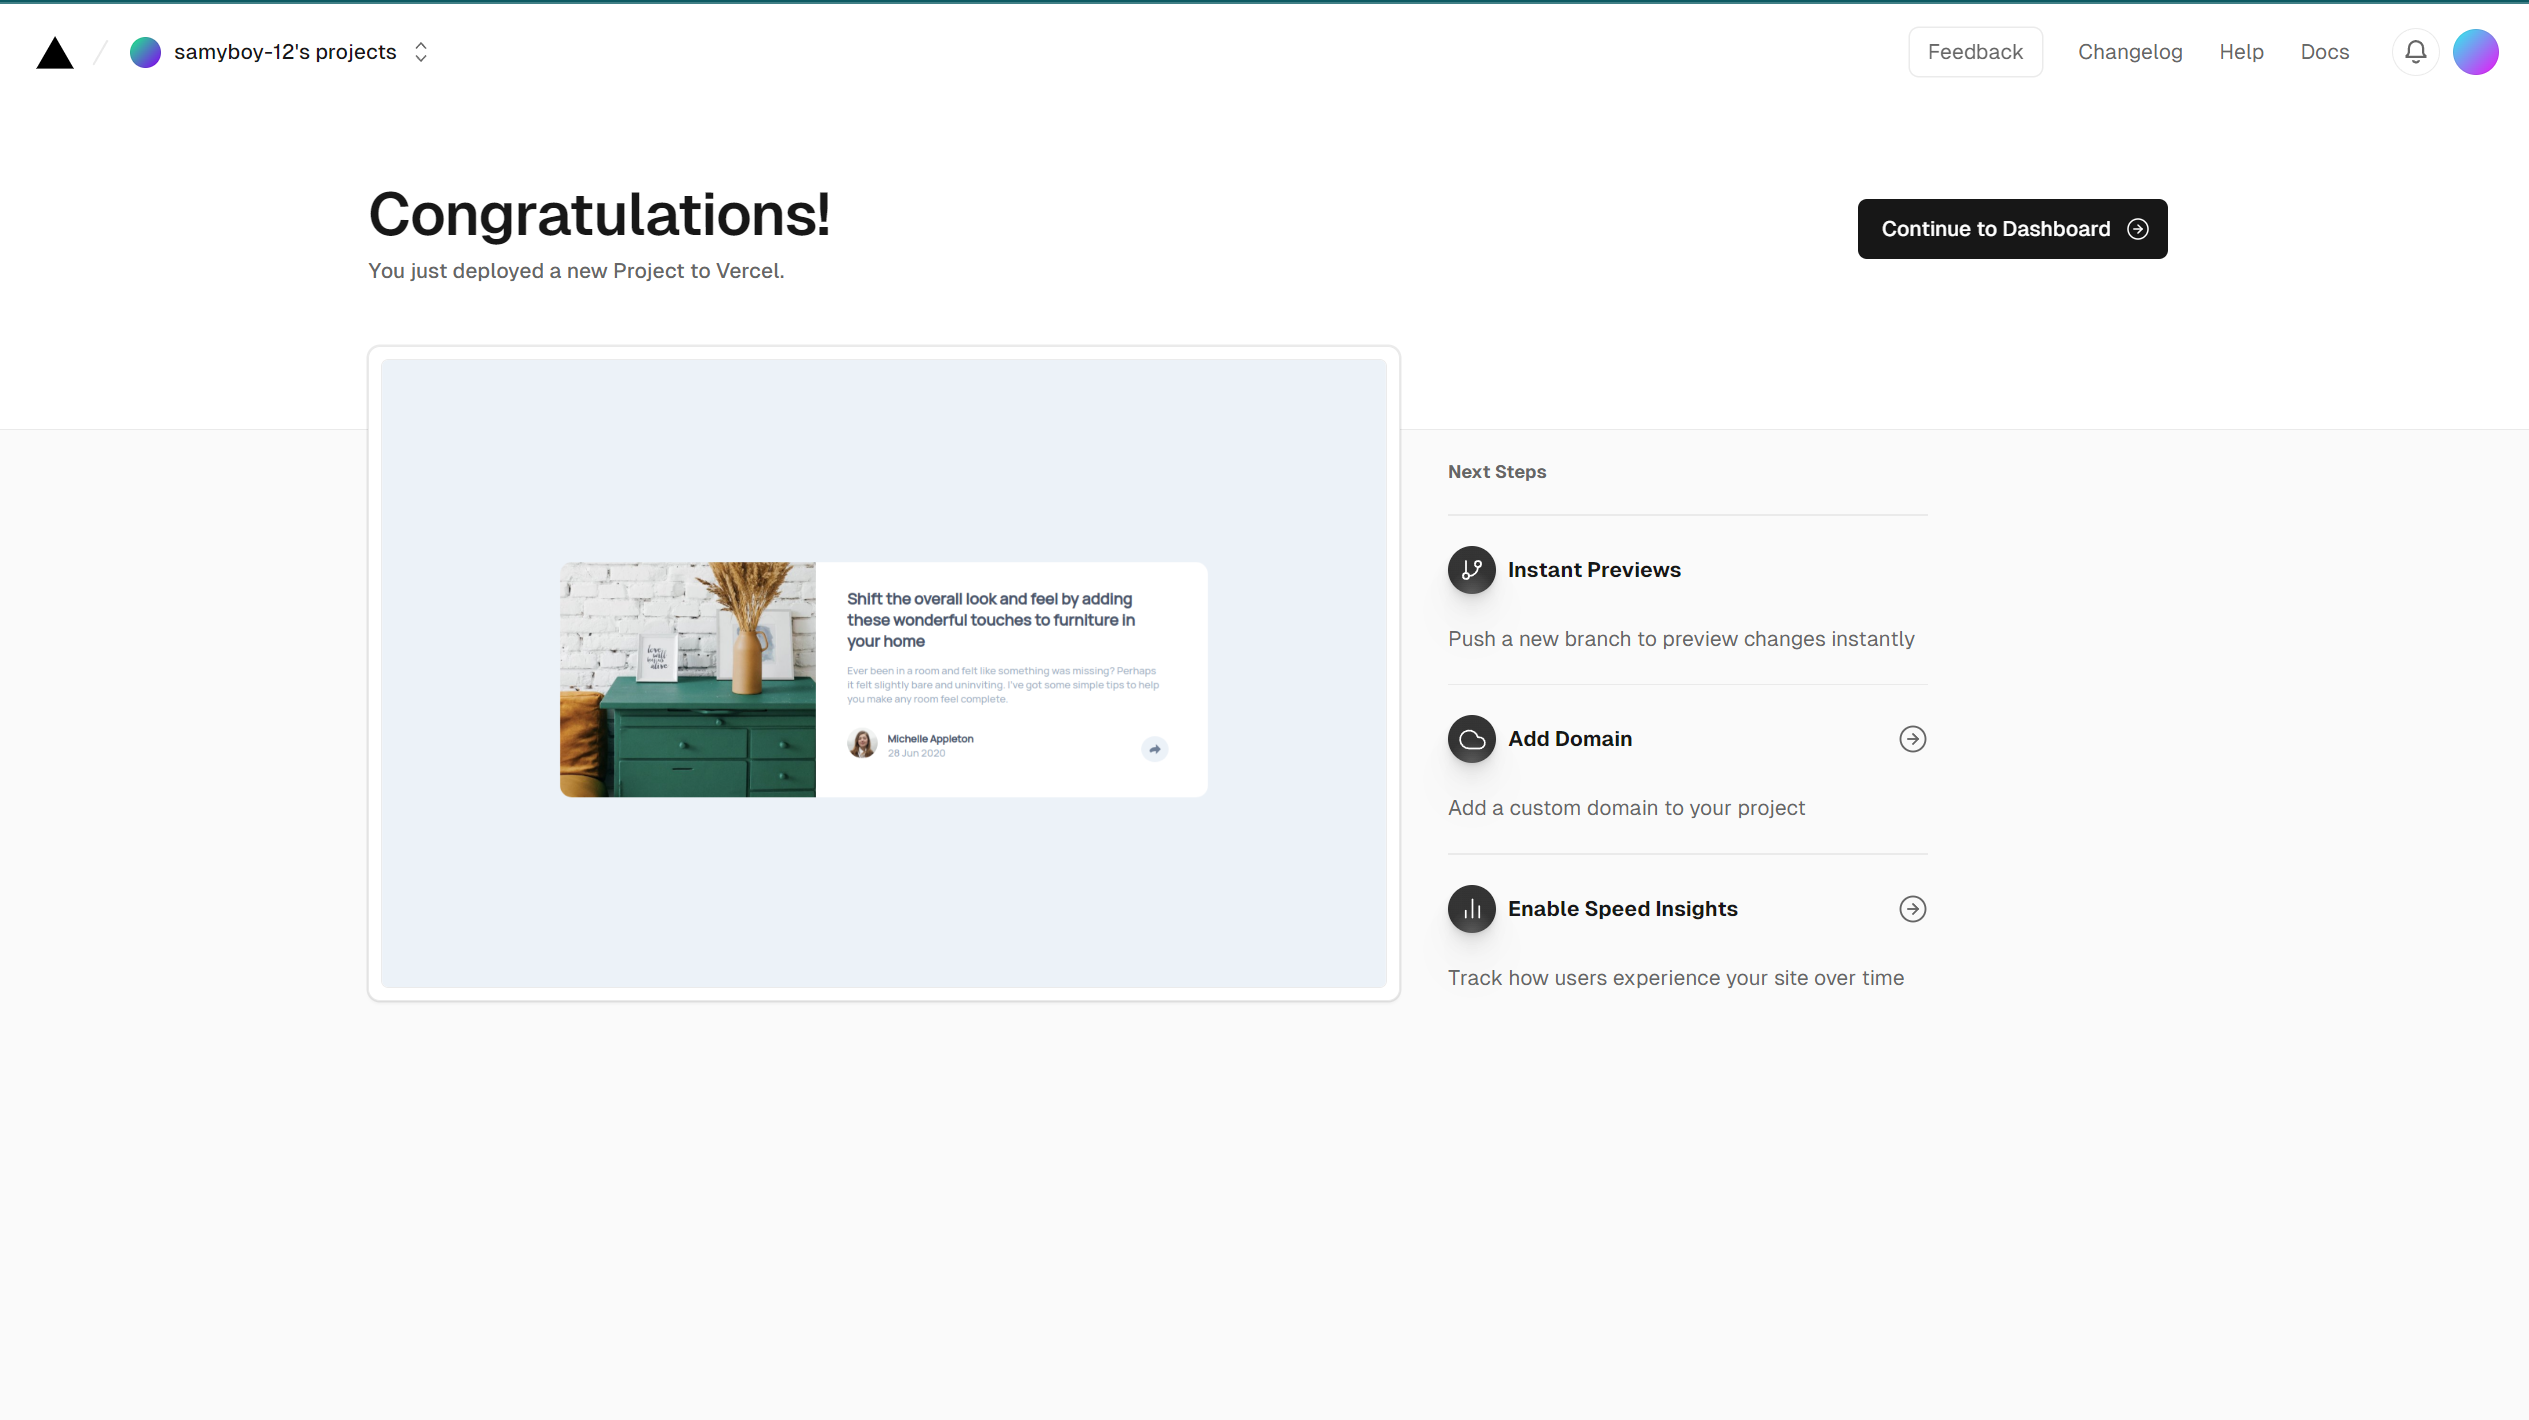 samyboy-12's projects
Feedback
Changelog
Help
Docs
Congratulations!
You just deployed a new Project to Vercel.
Continue to Dashboard
Shift the overall look and feel by adding
these wonderful touches to furniture in
your home
Ever been in a room and felt like something was missing? Perhaps
it felt slightly bare and uninviting. I've got some simple tips to help
you make any room feel complete.
Michelle Appleton
28 Jun 2020
Next Steps
Instant Previews
Push a new branch to preview changes instantly
Add Domain
Add a custom domain to your project
Enable Speed Insights
Track how users experience your site over time